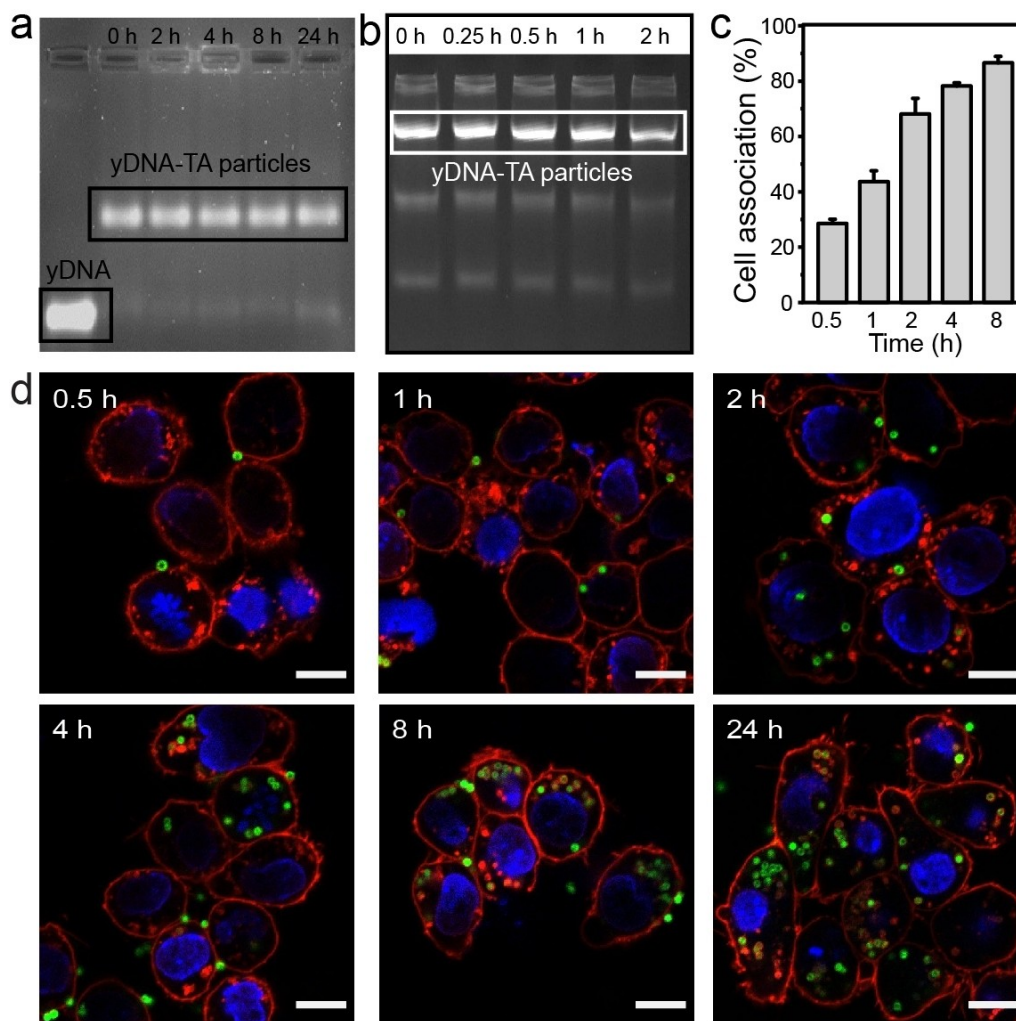 a
0 h 2 h 4 h 8 h 24 h
yDNA-TA particles
yDNA
b
0 h 0.25 h 0.5 h 1 h 2 h
yDNA-TA particles
c
Cell association (%)
100
80
60
40
20
0
0.5 1 2 4 8
Time (h)
d
0.5 h
1 h
2 h
4 h
8 h
24 h